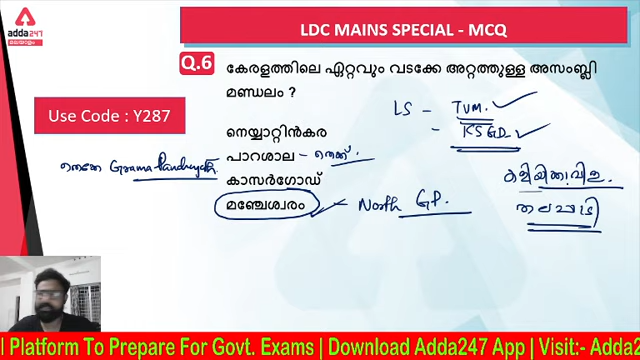 adda247
മലയാളം
LDC MAINS SPECIAL - MCQ
Q.6
കേരളത്തിലെ ഏറ്റവും വടക്കേ അറ്റത്തുള്ള അസംബ്ലി
മണ്ഡലം ?
Use Code : Y287
LS - TVM.
- KSGD.
നെയ്യാറ്റിൻകര
പാറശാല - തെക്ക്
തെക്കേ Grama Panchayath
കാസർഗോഡ്
കളിയിക്കാവിള
മഞ്ചേശ്വരം - North GP.
തലപ്പാടി
l Platform To Prepare For Govt. Exams | Download Adda247 App | Visit:- Adda2